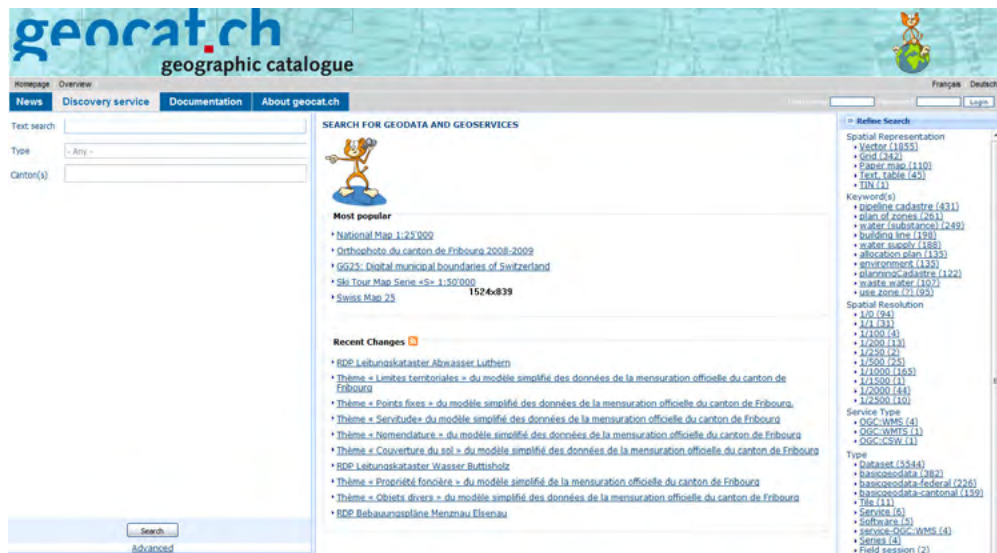 geocat.ch
geographic catalogue
Homepage Overview
Français Deutsch
News Discovery service Documentation About geocat.ch
Login
Text search
Type - Any -
Canton(s)
Search
Advanced
SEARCH FOR GEODATA AND GEOSERVICES
Most popular
National Map 1:25'000
Orthophoto du canton de Fribourg 2008-2009
GG25: Digital municipal boundaries of Switzerland
Ski Tour Map Serie «S» 1:50'000
1524x839
Swiss Map 25
Recent Changes
RDP Leitungskataster Abwasser Luthern
Thème « Limites territoriales » du modèle simplifié des données de la mensuration officielle du canton de
Fribourg
Thème « Points fixes » du modèle simplifié des données de la mensuration officielle du canton de Fribourg.
Thème « Servitude» du modèle simplifié des données de la mensuration officielle du canton de Fribourg
Thème « Nomenclature » du modèle simplifié des données de la mensuration officielle du canton de Fribourg
Thème « Couverture du sol » du modèle simplifié des données de la mensuration officielle du canton de Fribourg
RDP Leitungskataster Wasser Buttisholz
Thème « Propriété foncière » du modèle simplifié de la mensuration officielle du canton de Fribourg
Thème « Objets divers » du modèle simplifié des données de la mensuration officielle du canton de Fribourg
RDP Bebauungspläne Menznau Elsenau
Refine Search
Spatial Representation
Vector (1855)
Grid (342)
Paper map (110)
Text, table (45)
TIN (1)
Keyword(s)
pipeline cadastre (431)
plan of zones (261)
water (substance) (249)
building line (198)
water supply (188)
allocation plan (135)
environment (135)
planningCadastre (122)
waste water (107)
use zone (?) (95)
Spatial Resolution
1/0 (94)
1/1 (31)
1/100 (4)
1/200 (13)
1/250 (2)
1/500 (25)
1/1000 (165)
1/1500 (1)
1/2000 (44)
1/2500 (10)
Service Type
OGC:WMS (4)
OGC:WMTS (1)
OGC:CSW (1)
Type
Dataset (5544)
basicgeodata (382)
basicgeodata-federal (226)
basicgeodata-cantonal (159)
Tile (11)
Service (6)
Software (5)
service-OGC:WMS (4)
Series (4)
Field session (2)